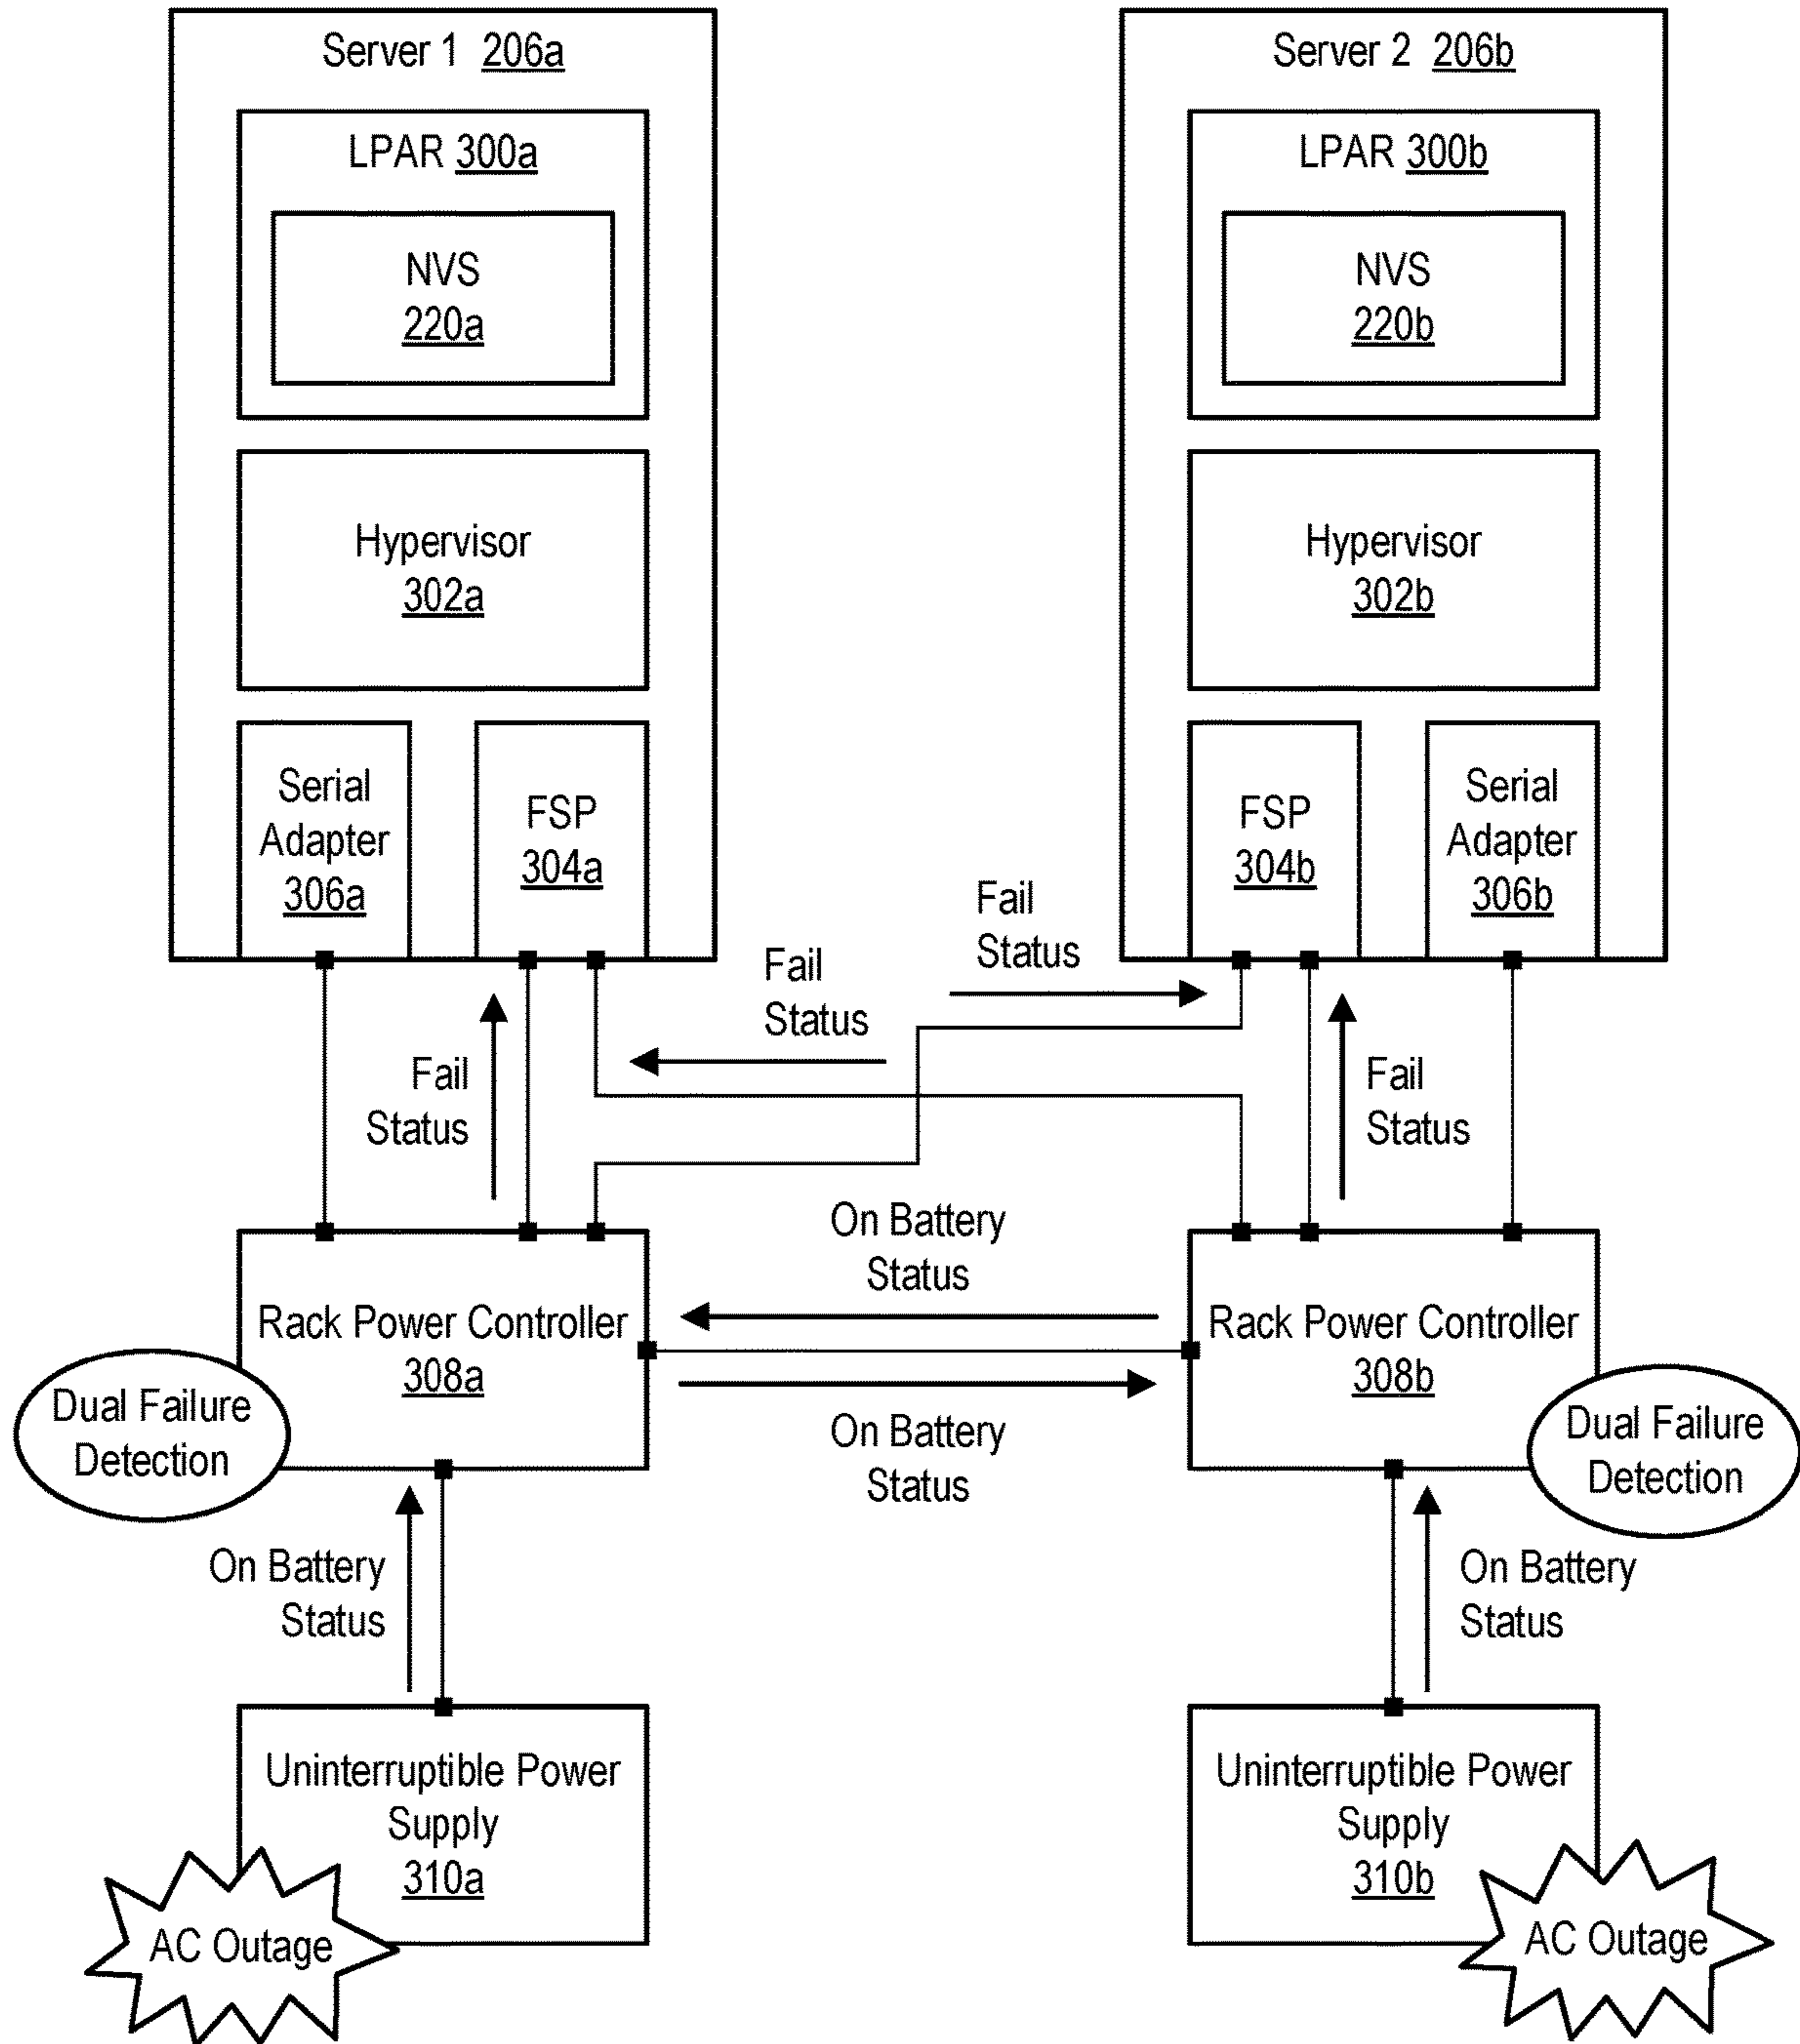 Server 1 206a
LPAR 300a
NVS
220a
Hypervisor
302a
Serial
Adapter
306a
FSP
304a
Server 2 206b
LPAR 300b
NVS
220b
Hypervisor
302b
FSP
304b
Serial
Adapter
306b
Fail
Status
Fail
Status
Fail
Status
Fail
Status
On Battery
Status
Rack Power Controller
308a
Rack Power Controller
308b
Dual Failure
Detection
On Battery
Status
Dual Failure
Detection
On Battery
Status
On Battery
Status
Uninterruptible Power
Supply
310a
AC Outage
Uninterruptible Power
Supply
310b
AC Outage